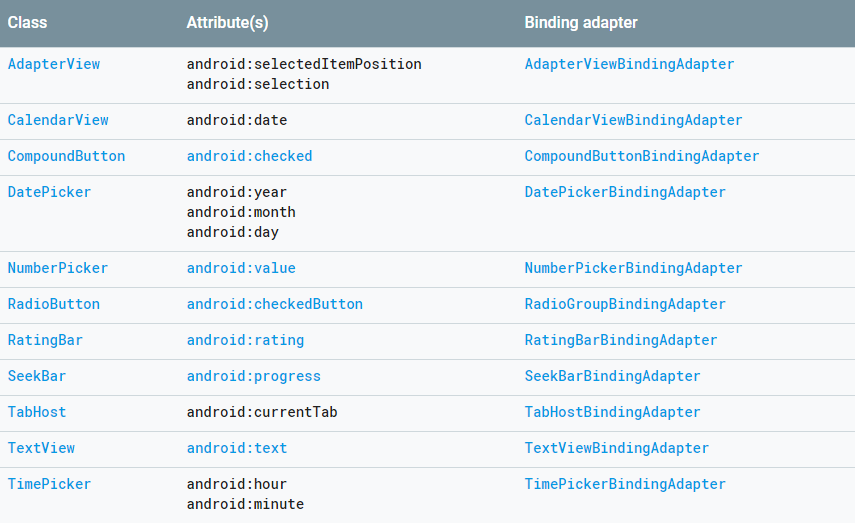 Class Attribute(s) Binding adapter
AdapterView android:selectedItemPosition AdapterViewBindingAdapter
android:selection
CalendarView android:date CalendarViewBindingAdapter
CompoundButton android:checked CompoundButtonBindingAdapter
DatePicker android:year DatePickerBindingAdapter
android:month
android:day
NumberPicker android:value NumberPickerBindingAdapter
RadioButton android:checkedButton RadioGroupBindingAdapter
RatingBar android:rating RatingBarBindingAdapter
SeekBar android:progress SeekBarBindingAdapter
TabHost android:currentTab TabHostBindingAdapter
TextView android:text TextViewBindingAdapter
TimePicker android:hour TimePickerBindingAdapter
android:minute